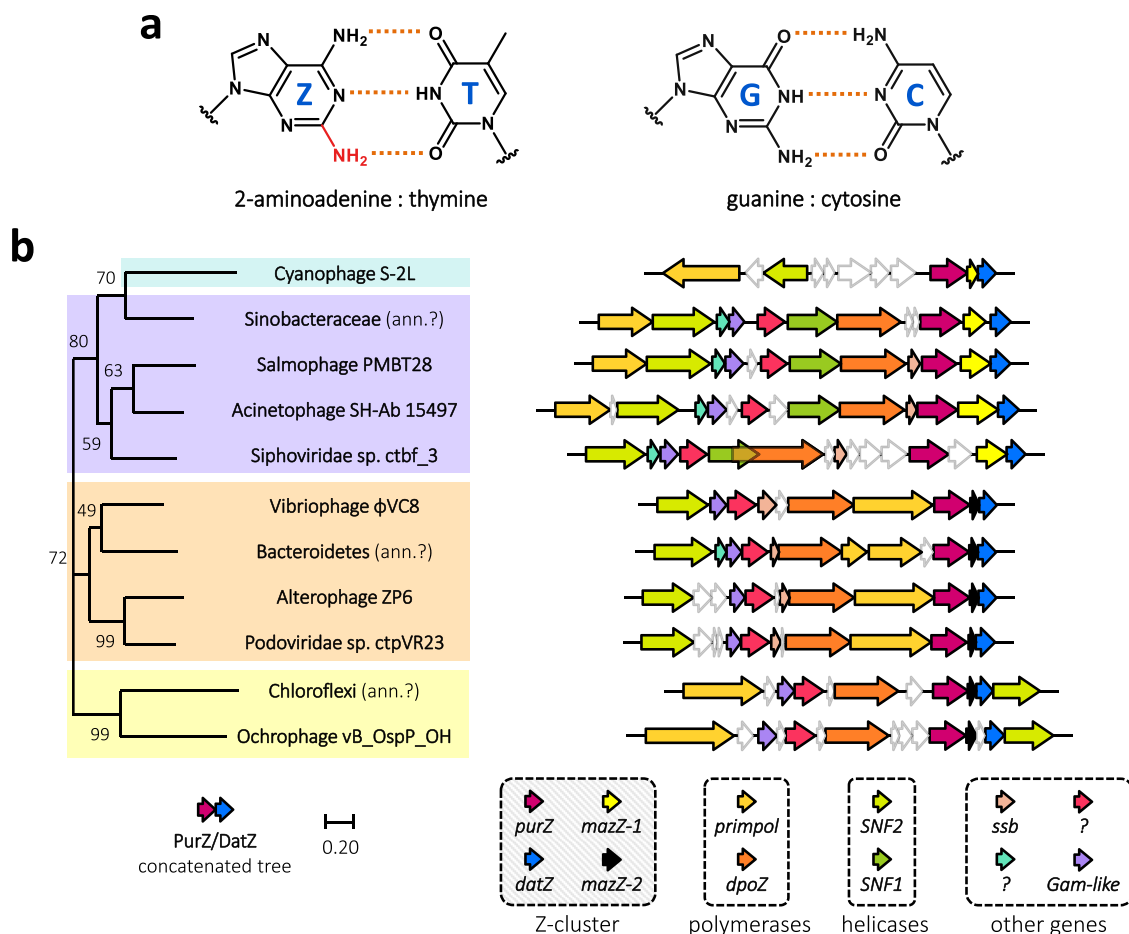 a
NH₂
O
N
N
Z
N
HN
T
N
N
N
NH₂
O
2-aminoadenine : thymine
O
H₂N
N
N
G
NH
N
C
N
N
NH₂
O
guanine : cytosine
b
70
Cyanophage S-2L
Sinobacteraceae (ann.?)
80
63
Salmophage PMBT28
Acinetophage SH-Ab 15497
59
Siphoviridae sp. ctbf_3
49
Vibriophage ϕVC8
72
Bacteroidetes (ann.?)
Alterophage ZP6
99
Podoviridae sp. ctpVR23
Chloroflexi (ann.?)
99
Ochrophage vB_OspP_OH
PurZ/DatZ
concatenated tree
0.20
purZ
mazZ-1
datZ
mazZ-2
Z-cluster
primpol
dpoZ
polymerases
SNF2
SNF1
helicases
ssb
?
?
Gam-like
other genes